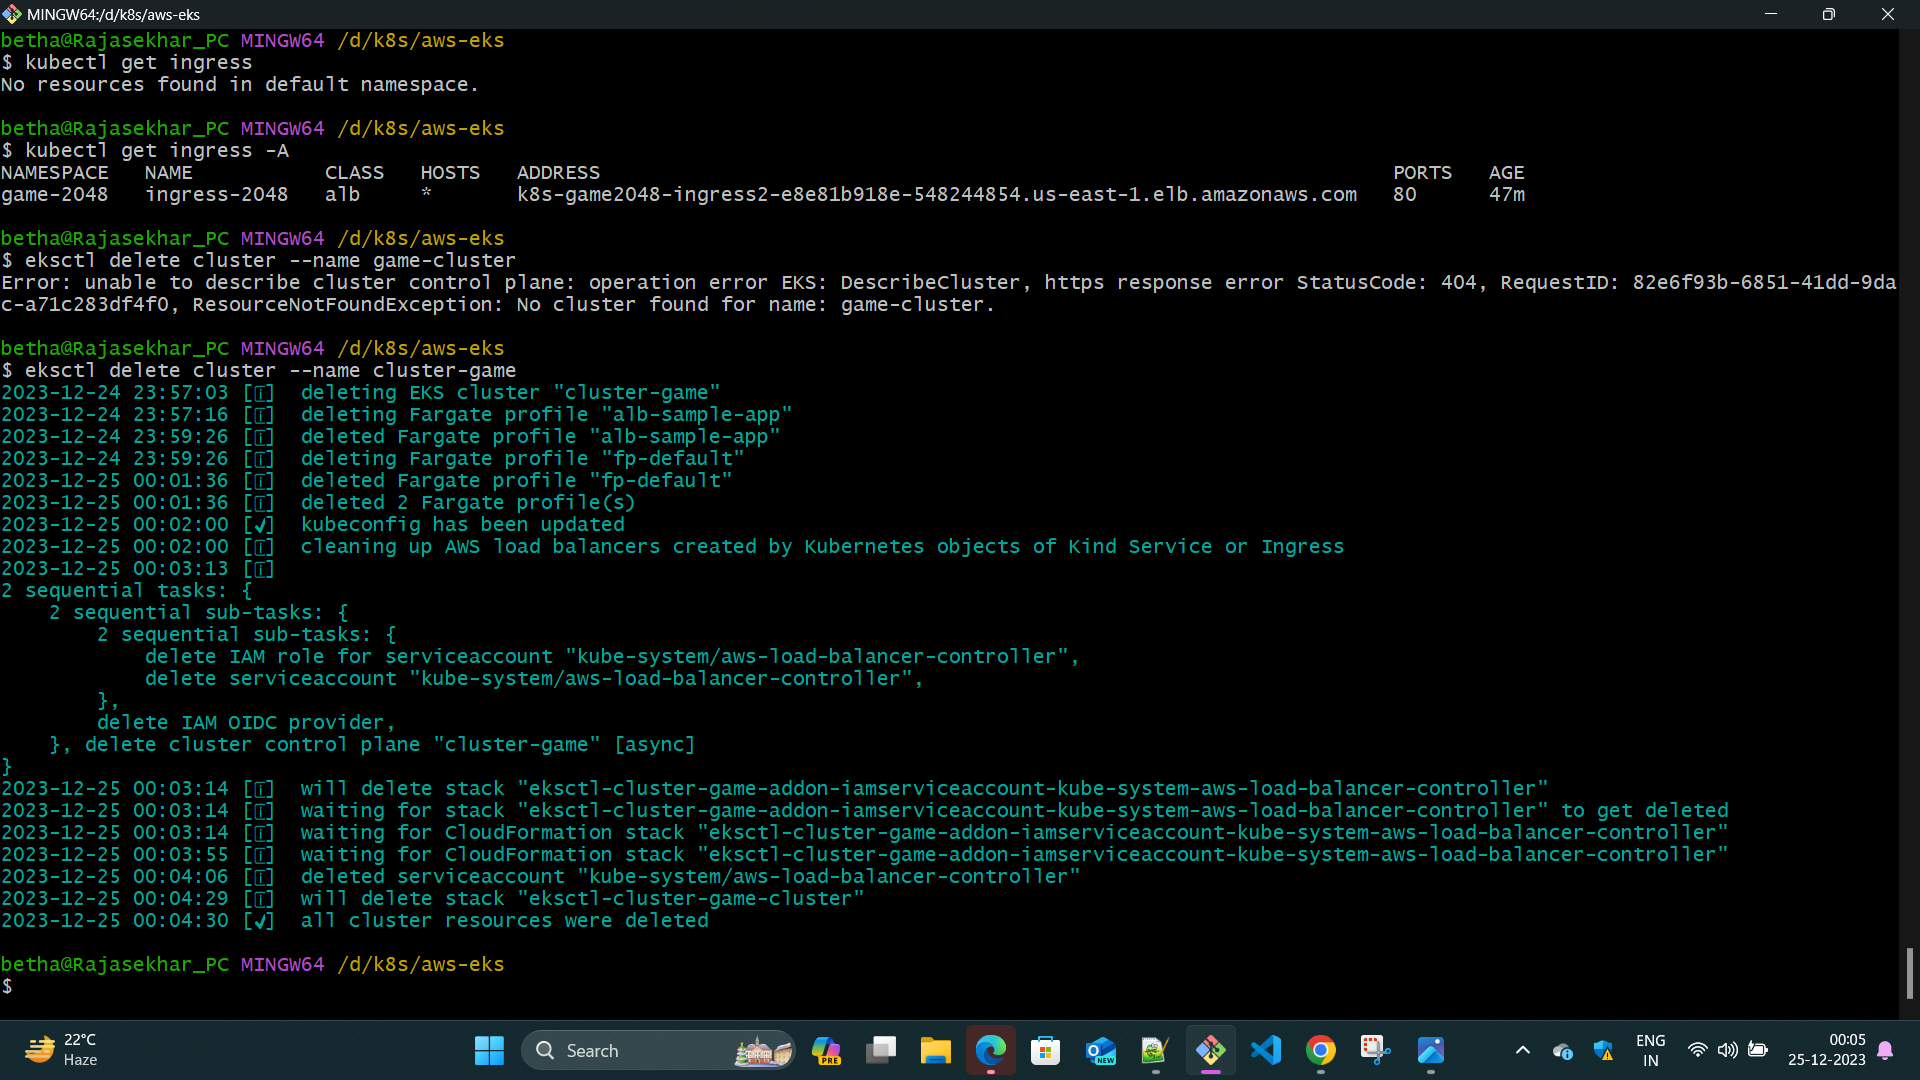 MINGW64:/d/k8s/aws-eks
betha@Rajasekhar_PC MINGW64 /d/k8s/aws-eks
$ kubectl get ingress
No resources found in default namespace.
betha@Rajasekhar_PC MINGW64 /d/k8s/aws-eks
$ kubectl get ingress -A
NAMESPACE   NAME           CLASS   HOSTS   ADDRESS                                                                  PORTS   AGE
game-2048   ingress-2048   alb     *       k8s-game2048-ingress2-e8e81b918e-548244854.us-east-1.elb.amazonaws.com   80      47m
betha@Rajasekhar_PC MINGW64 /d/k8s/aws-eks
$ eksctl delete cluster --name game-cluster
Error: unable to describe cluster control plane: operation error EKS: DescribeCluster, https response error StatusCode: 404, RequestID: 82e6f93b-6851-41dd-9da
c-a71c283df4f0, ResourceNotFoundException: No cluster found for name: game-cluster.
betha@Rajasekhar_PC MINGW64 /d/k8s/aws-eks
$ eksctl delete cluster --name cluster-game
2023-12-24 23:57:03 [i]  deleting EKS cluster "cluster-game"
2023-12-24 23:57:16 [i]  deleting Fargate profile "alb-sample-app"
2023-12-24 23:59:26 [i]  deleted Fargate profile "alb-sample-app"
2023-12-24 23:59:26 [i]  deleting Fargate profile "fp-default"
2023-12-25 00:01:36 [i]  deleted Fargate profile "fp-default"
2023-12-25 00:01:36 [i]  deleted 2 Fargate profile(s)
2023-12-25 00:02:00 [✔]  kubeconfig has been updated
2023-12-25 00:02:00 [i]  cleaning up AWS load balancers created by Kubernetes objects of Kind Service or Ingress
2023-12-25 00:03:13 [i]
2 sequential tasks: {
    2 sequential sub-tasks: {
        2 sequential sub-tasks: {
            delete IAM role for serviceaccount "kube-system/aws-load-balancer-controller",
            delete serviceaccount "kube-system/aws-load-balancer-controller",
        },
        delete IAM OIDC provider,
    }, delete cluster control plane "cluster-game" [async]
}
2023-12-25 00:03:14 [i]  will delete stack "eksctl-cluster-game-addon-iamserviceaccount-kube-system-aws-load-balancer-controller"
2023-12-25 00:03:14 [i]  waiting for stack "eksctl-cluster-game-addon-iamserviceaccount-kube-system-aws-load-balancer-controller" to get deleted
2023-12-25 00:03:14 [i]  waiting for CloudFormation stack "eksctl-cluster-game-addon-iamserviceaccount-kube-system-aws-load-balancer-controller"
2023-12-25 00:03:55 [i]  waiting for CloudFormation stack "eksctl-cluster-game-addon-iamserviceaccount-kube-system-aws-load-balancer-controller"
2023-12-25 00:04:06 [i]  deleted serviceaccount "kube-system/aws-load-balancer-controller"
2023-12-25 00:04:29 [i]  will delete stack "eksctl-cluster-game-cluster"
2023-12-25 00:04:30 [✔]  all cluster resources were deleted
betha@Rajasekhar_PC MINGW64 /d/k8s/aws-eks
$
22°C
Haze
Search
PRE
NEW
ENG
IN
00:05
25-12-2023